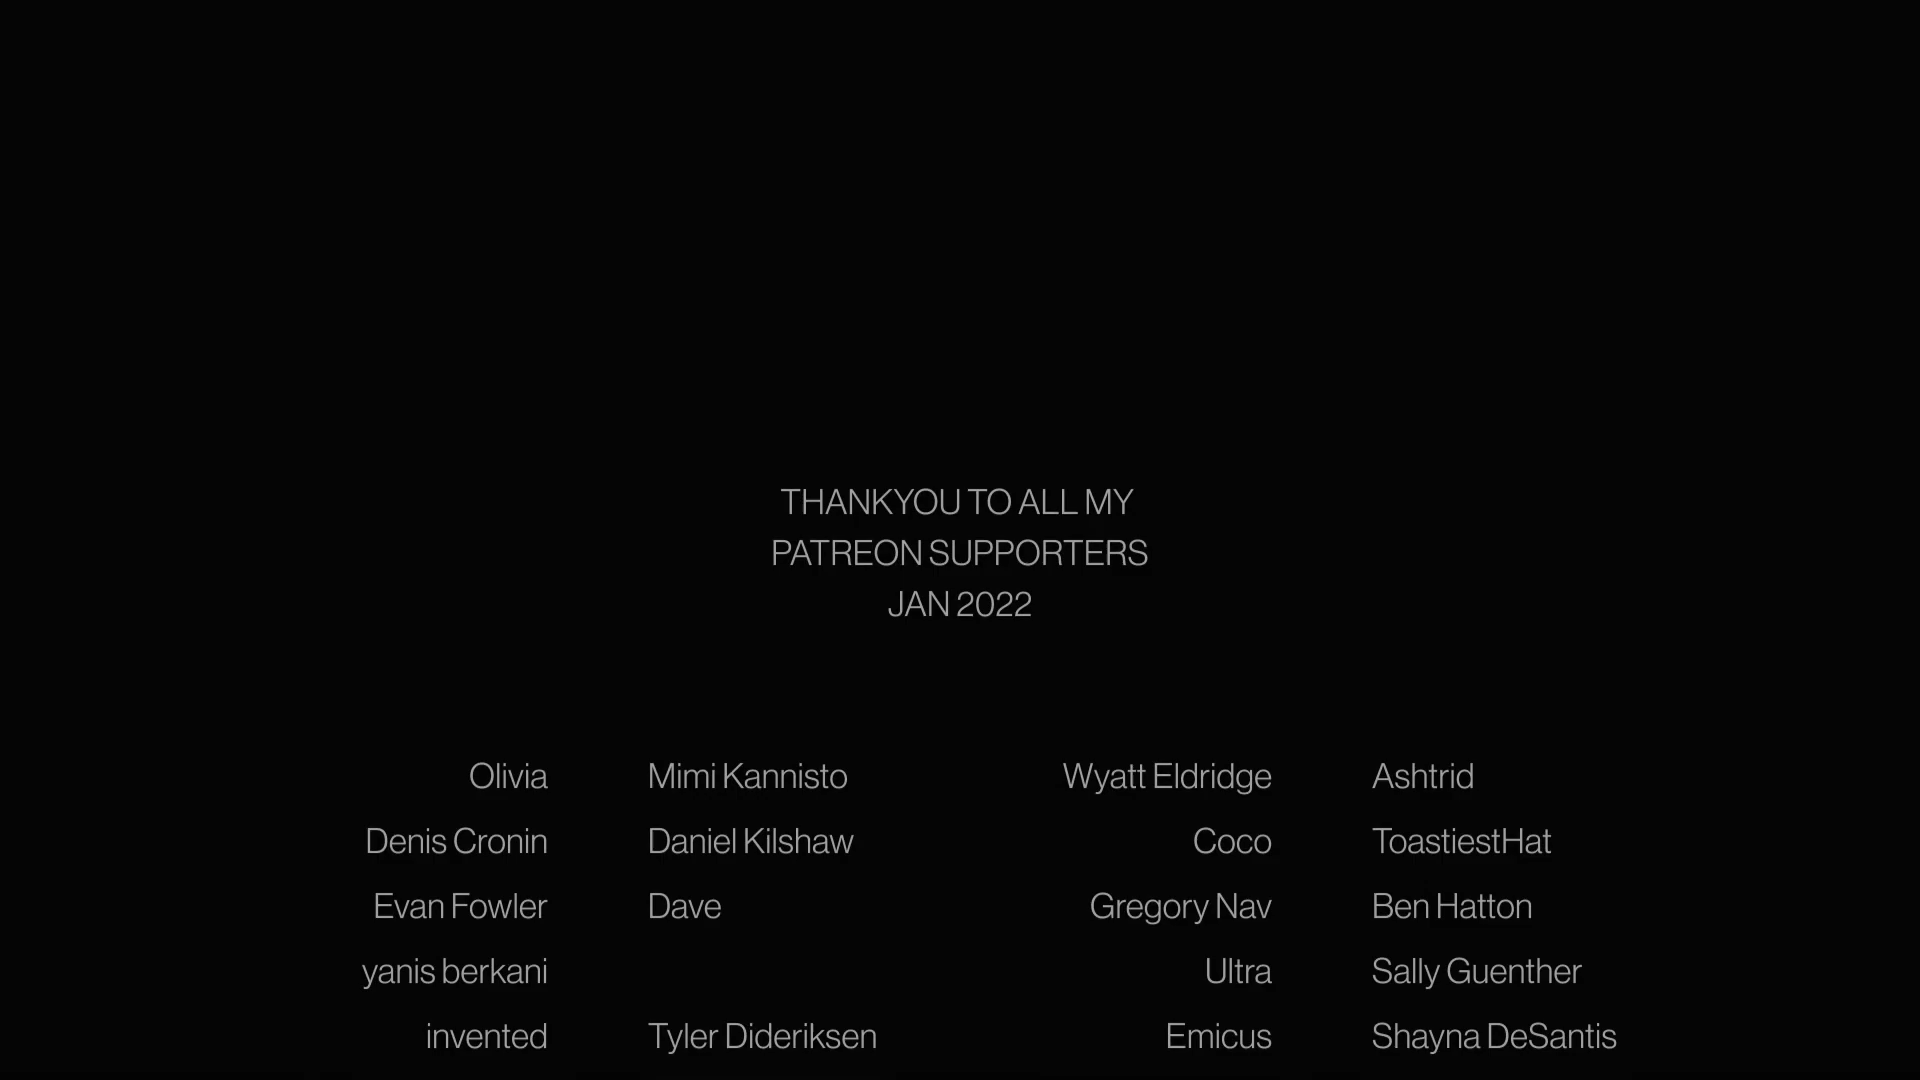 THANKYOU TO ALL MY
PATREON SUPPORTERS
JAN 2022
Olivia Mimi Kannisto Wyatt Eldridge Ashtrid
Denis Cronin Daniel Kilshaw Coco ToastiestHat
Evan Fowler Dave Gregory Nav Ben Hatton
yanis berkani Ultra Sally Guenther
invented Tyler Dideriksen Emicus Shayna DeSantis